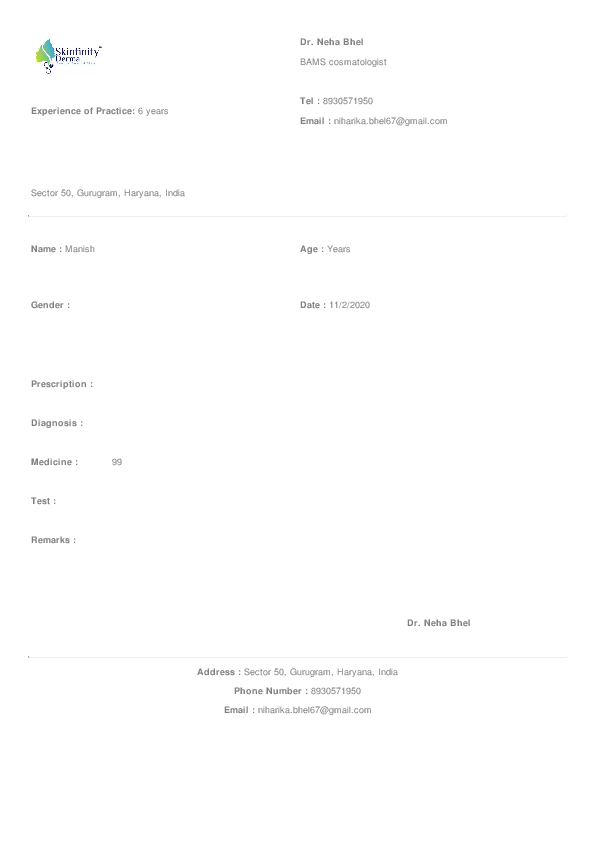 Skinfinity
Derma
Dr. Neha Bhel
BAMS cosmatologist
Experience of Practice: 6 years
Tel : 8930571950
Email : niharika.bhel67@gmail.com
Sector 50, Gurugram, Haryana, India
Name : Manish
Age : Years
Gender :
Date : 11/2/2020
Prescription :
Diagnosis :
Medicine : 99
Test :
Remarks :
Dr. Neha Bhel
Address : Sector 50, Gurugram, Haryana, India
Phone Number : 8930571950
Email : niharika.bhel67@gmail.com